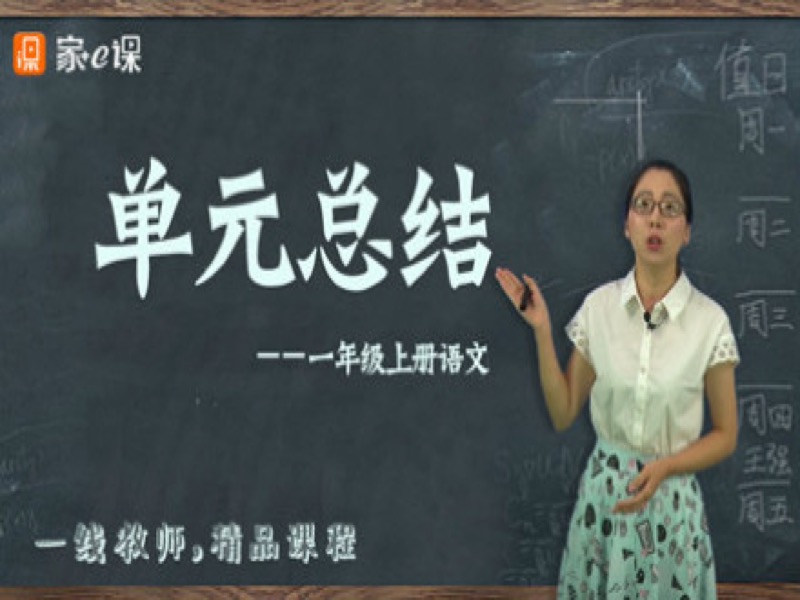 家e课
单元总结
——一年级上册语文
一线教师,精品课程
值日
周一
周二
周三
周四
王强
周五